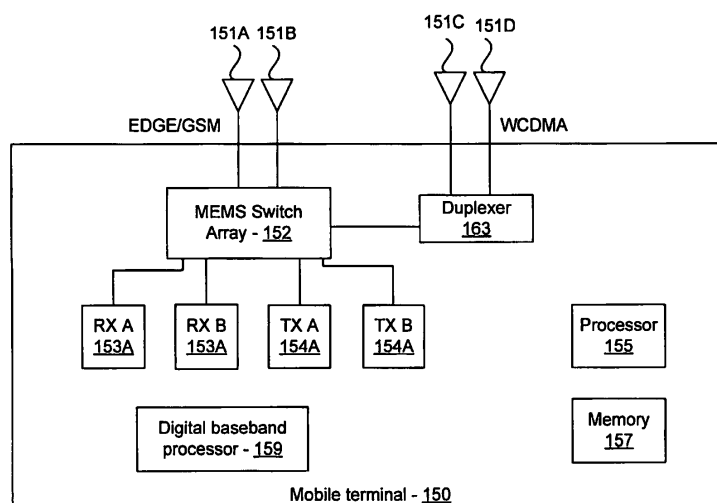 151A 151B 151C 151D
EDGE/GSM WCDMA
MEMS Switch
Array - 152
Duplexer
163
RX A
153A
RX B
153A
TX A
154A
TX B
154A
Processor
155
Digital baseband
processor - 159
Memory
157
Mobile terminal - 150